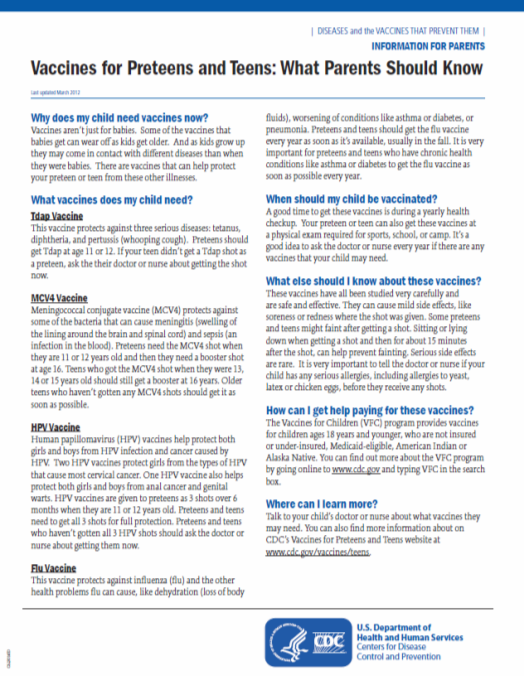 | DISEASES and the VACCINES THAT PREVENT THEM |
INFORMATION FOR PARENTS
Vaccines for Preteens and Teens: What Parents Should Know
Last updated March 2012
Why does my child need vaccines now?
Vaccines aren't just for babies. Some of the vaccines that
babies get can wear off as kids get older. And as kids grow up
they may come in contact with different diseases than when
they were babies. There are vaccines that can help protect
your preteen or teen from these other illnesses.
What vaccines does my child need?
Tdap Vaccine
This vaccine protects against three serious diseases: tetanus,
diphtheria, and pertussis (whooping cough). Preteens should
get Tdap at age 11 or 12. If your teen didn't get a Tdap shot as
a preteen, ask the their doctor or nurse about getting the shot
now.
MCV4 Vaccine
Meningococcal conjugate vaccine (MCV4) protects against
some of the bacteria that can cause meningitis (swelling of
the lining around the brain and spinal cord) and sepsis (an
infection in the blood). Preteens need the MCV4 shot when
they are 11 or 12 years old and then they need a booster shot
at age 16. Teens who got the MCV4 shot when they were 13,
14 or 15 years old should still get a booster at 16 years. Older
teens who haven't gotten any MCV4 shots should get it as
soon as possible.
HPV Vaccine
Human papillomavirus (HPV) vaccines help protect both
girls and boys from HPV infection and cancer caused by
HPV. Two HPV vaccines protect girls from the types of HPV
that cause most cervical cancer. One HPV vaccine also helps
protect both girls and boys from anal cancer and genital
warts. HPV vaccines are given to preteens as 3 shots over 6
months when they are 11 or 12 years old. Preteens and teens
need to get all 3 shots for full protection. Preteens and teens
who haven't gotten all 3 HPV shots should ask the doctor or
nurse about getting them now.
Flu Vaccine
This vaccine protects against influenza (flu) and the other
health problems flu can cause, like dehydration (loss of body
fluids), worsening of conditions like asthma or diabetes, or
pneumonia. Preteens and teens should get the flu vaccine
every year as soon as it's available, usually in the fall. It is very
important for preteens and teens who have chronic health
conditions like asthma or diabetes to get the flu vaccine as
soon as possible every year.
When should my child be vaccinated?
A good time to get these vaccines is during a yearly health
checkup. Your preteen or teen can also get these vaccines at
a physical exam required for sports, school, or camp. It's a
good idea to ask the doctor or nurse every year if there are any
vaccines that your child may need.
What else should I know about these vaccines?
These vaccines have all been studied very carefully and
are safe and effective. They can cause mild side effects, like
soreness or redness where the shot was given. Some preteens
and teens might faint after getting a shot. Sitting or lying
down when getting a shot and then for about 15 minutes
after the shot, can help prevent fainting. Serious side effects
are rare. It is very important to tell the doctor or nurse if your
child has any serious allergies, including allergies to yeast,
latex or chicken eggs, before they receive any shots.
How can I get help paying for these vaccines?
The Vaccines for Children (VFC) program provides vaccines
for children ages 18 years and younger, who are not insured
or under-insured, Medicaid-eligible, American Indian or
Alaska Native. You can find out more about the VFC program
by going online to www.cdc.gov and typing VFC in the search
box.
Where can I learn more?
Talk to your child's doctor or nurse about what vaccines they
may need. You can also find more information about on
CDC's Vaccines for Preteens and Teens website at
www.cdc.gov/vaccines/teens.
CDC
U.S. Department of
Health and Human Services
Centers for Disease
Control and Prevention